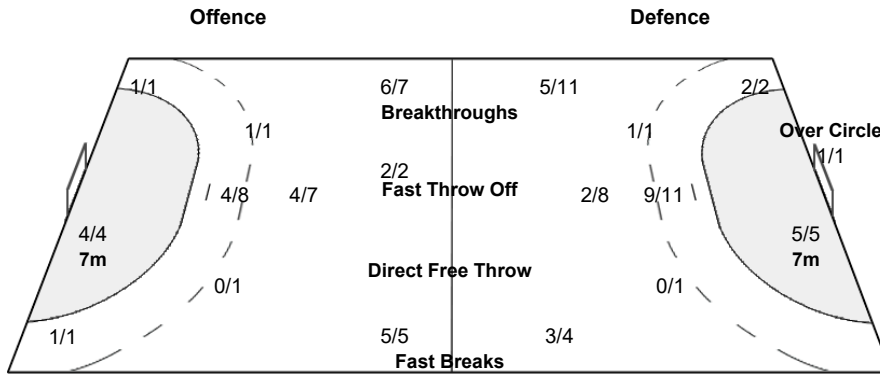 Offence Defence
1/1 6/7 5/11 2/2
Breakthroughs
1/1 1/1 Over Circle
1/1
2/2
4/8 4/7 Fast Throw Off 2/8 9/11
4/4 5/5
7m 7m
Direct Free Throw
0/1 0/1
1/1 5/5 3/4
Fast Breaks